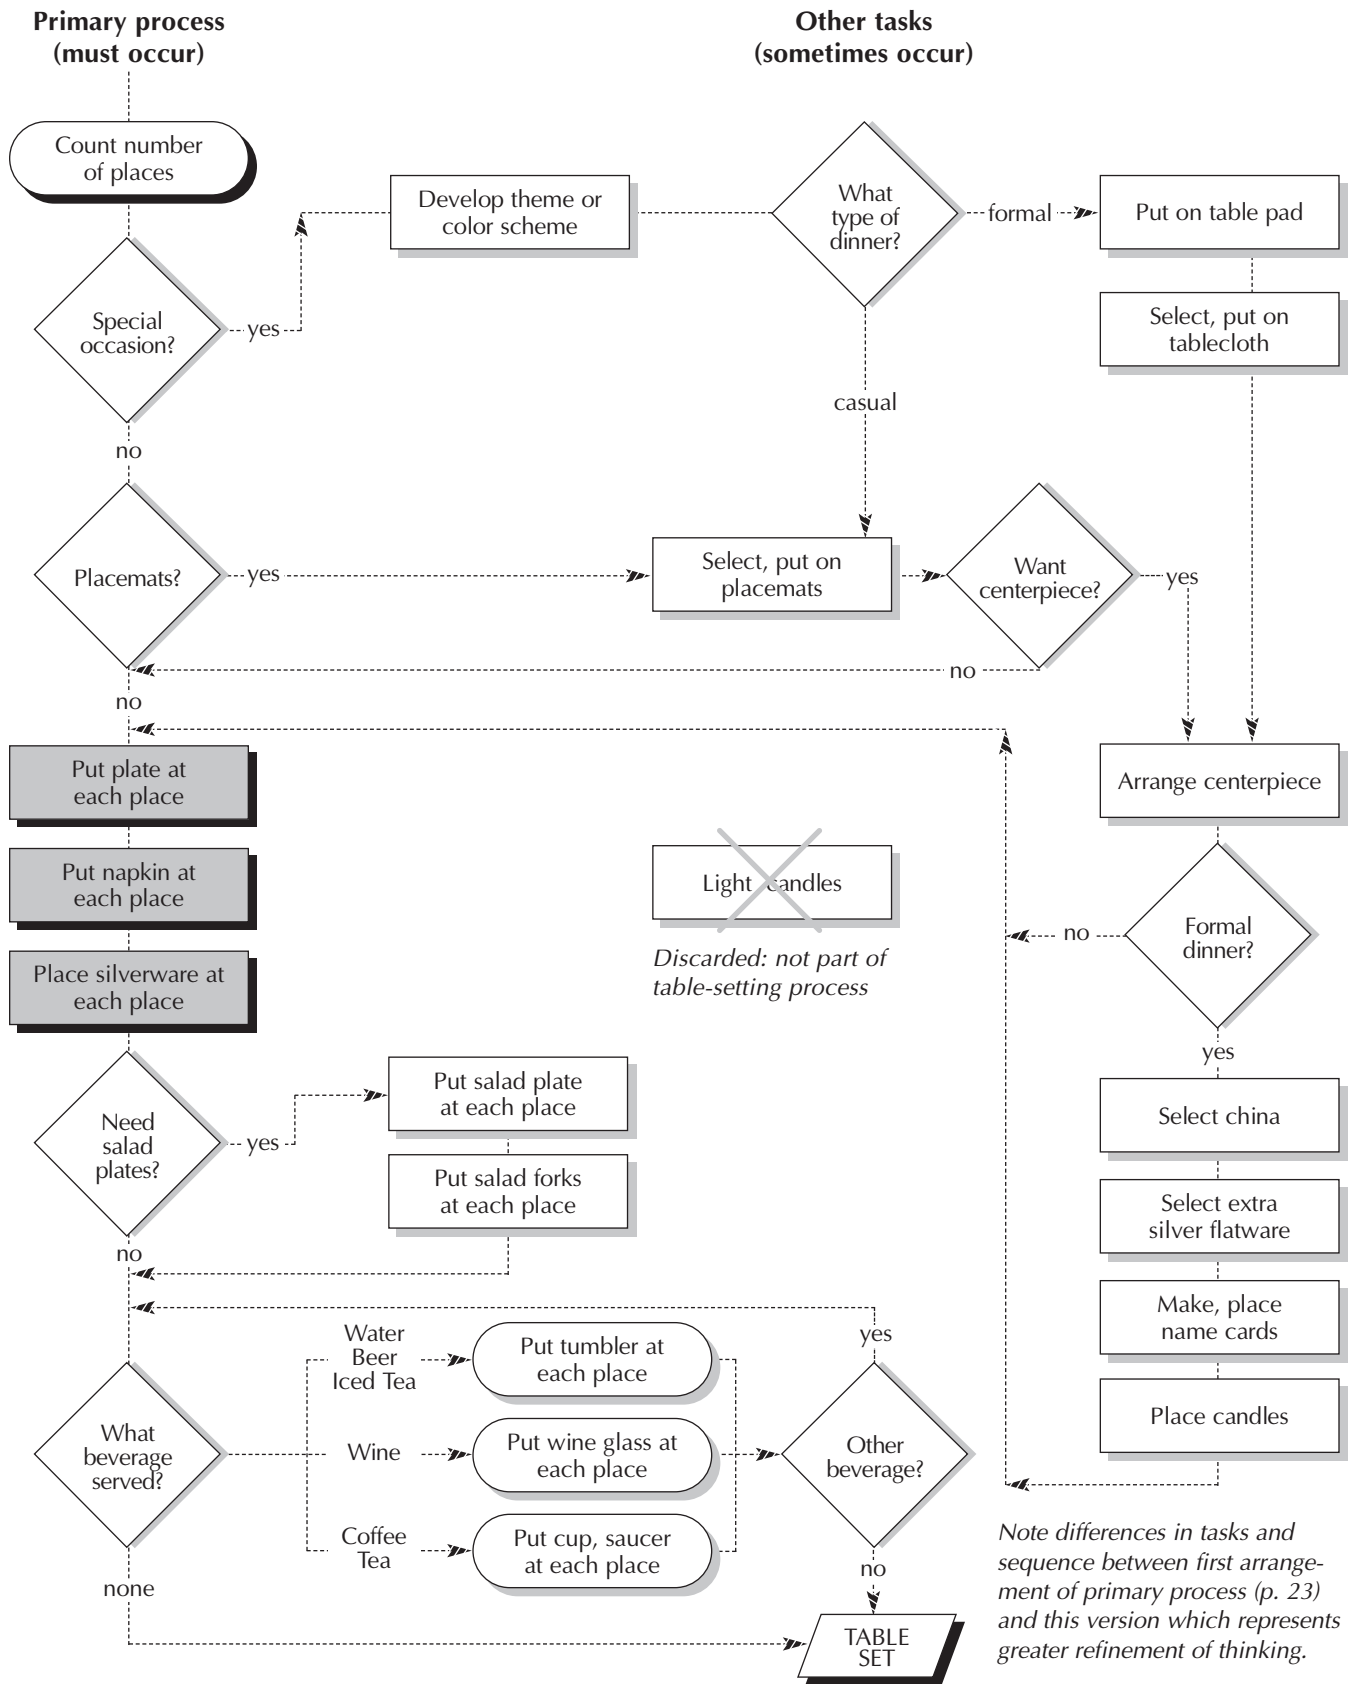 Primary process
(must occur)
Other tasks
(sometimes occur)
Count number
of places
Develop theme or
color scheme
What
type of
dinner?
formal
Put on table pad
Special
occasion?
yes
Select, put on
tablecloth
casual
no
Placemats?
yes
Select, put on
placemats
Want
centerpiece?
yes
no
no
Put plate at
each place
Arrange centerpiece
Put napkin at
each place
Light candles
Discarded: not part of
table-setting process
no
Formal
dinner?
Place silverware at
each place
yes
Need
salad
plates?
yes
Put salad plate
at each place
Select china
Put salad forks
at each place
Select extra
silver flatware
no
Make, place
name cards
Place candles
What
beverage
served?
Water
Beer
Iced Tea
Put tumbler at
each place
yes
Wine
Put wine glass at
each place
Other
beverage?
Coffee
Tea
Put cup, saucer
at each place
no
none
TABLE
SET
Note differences in tasks and
sequence between first arrange-
ment of primary process (p. 23)
and this version which represents
greater refinement of thinking.